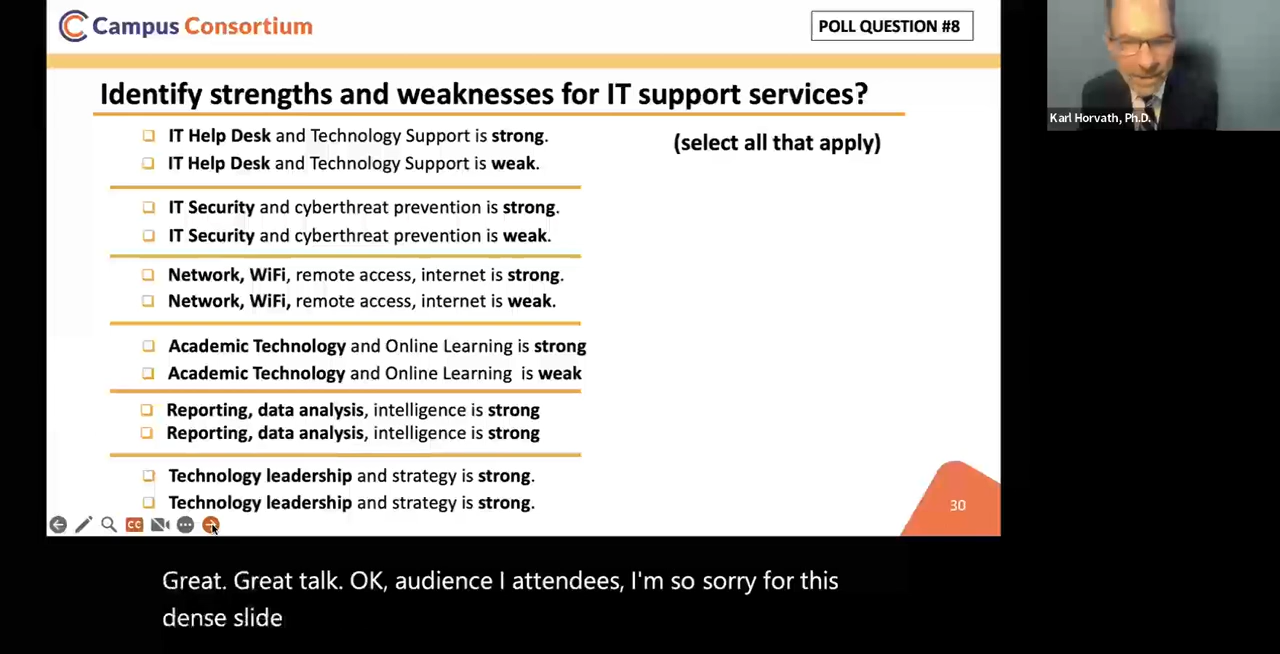 Campus Consortium
POLL QUESTION #8
Identify strengths and weaknesses for IT support services?
(select all that apply)
IT Help Desk and Technology Support is strong.
IT Help Desk and Technology Support is weak.
IT Security and cyberthreat prevention is strong.
IT Security and cyberthreat prevention is weak.
Network, WiFi, remote access, internet is strong.
Network, WiFi, remote access, internet is weak.
Academic Technology and Online Learning is strong
Academic Technology and Online Learning is weak
Reporting, data analysis, intelligence is strong
Reporting, data analysis, intelligence is strong
Technology leadership and strategy is strong.
Technology leadership and strategy is strong.
CC
30
Karl Horvath, Ph.D.
Great. Great talk. OK, audience I attendees, I'm so sorry for this
dense slide